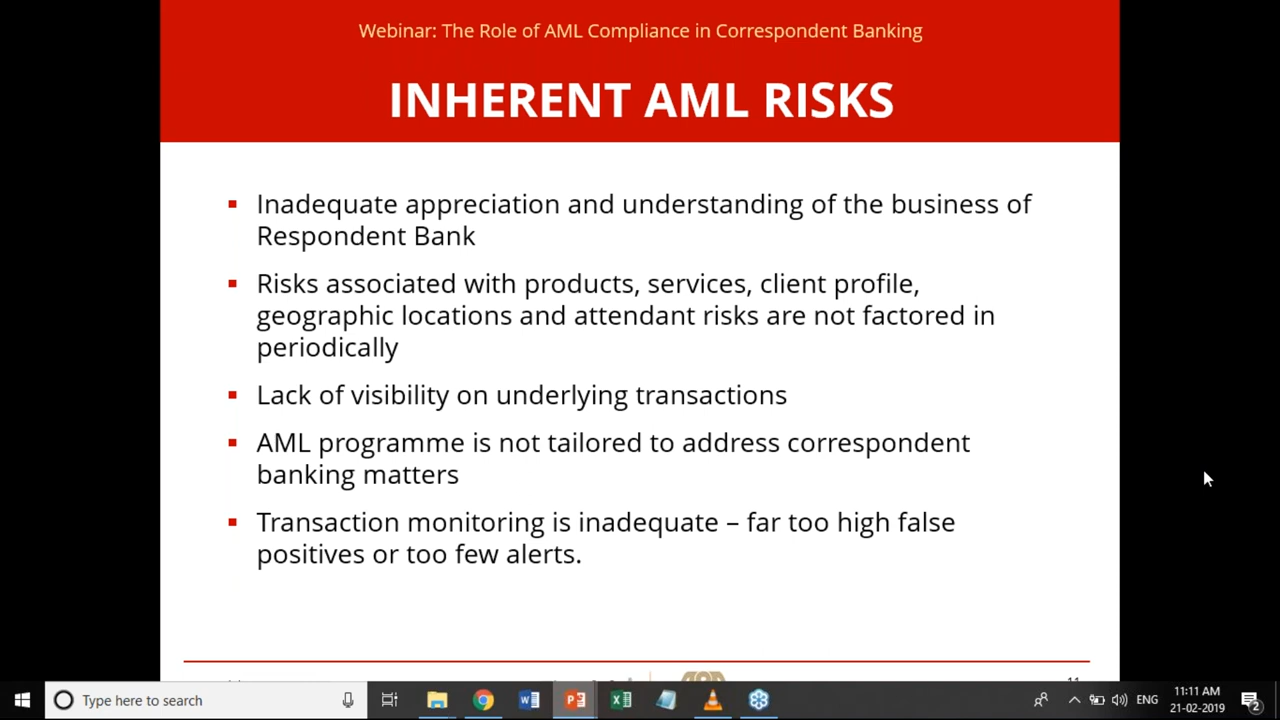 Webinar: The Role of AML Compliance in Correspondent Banking
INHERENT AML RISKS
▪ Inadequate appreciation and understanding of the business of
Respondent Bank
▪ Risks associated with products, services, client profile,
geographic locations and attendant risks are not factored in
periodically
▪ Lack of visibility on underlying transactions
▪ AML programme is not tailored to address correspondent
banking matters
▪ Transaction monitoring is inadequate – far too high false
positives or too few alerts.
Type here to search
ENG
11:11 AM
21-02-2019
2